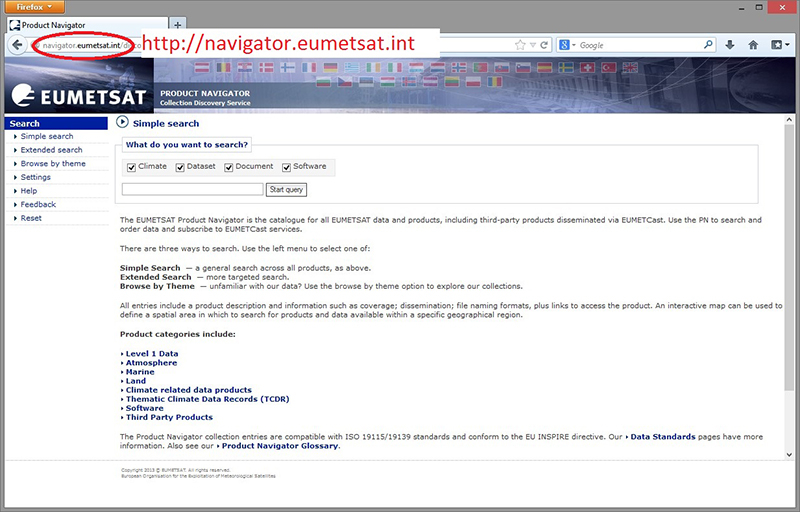 Firefox
Product Navigator
navigator.eumetsat.int/disco
http://navigator.eumetsat.int
Google
EUMETSAT
PRODUCT NAVIGATOR
Collection Discovery Service
Search
Simple search
Extended search
Browse by theme
Settings
Help
Feedback
Reset
Simple search
What do you want to search?
Climate Dataset Document Software
Start query
The EUMETSAT Product Navigator is the catalogue for all EUMETSAT data and products, including third-party products disseminated via EUMETCast. Use the PN to search and
order data and subscribe to EUMETCast services.
There are three ways to search. Use the left menu to select one of:
Simple Search — a general search across all products, as above.
Extended Search — more targeted search.
Browse by Theme — unfamiliar with our data? Use the browse by theme option to explore our collections.
All entries include a product description and information such as coverage; dissemination; file naming formats, plus links to access the product. An interactive map can be used to
define a spatial area in which to search for products and data available within a specific geographical region.
Product categories include:
Level 1 Data
Atmosphere
Marine
Land
Climate related data products
Thematic Climate Data Records (TCDR)
Software
Third Party Products
The Product Navigator collection entries are compatible with ISO 19115/19139 standards and conform to the EU INSPIRE directive. Our Data Standards pages have more
information. Also see our Product Navigator Glossary.
Copyright 2013 © EUMETSAT. All rights reserved.
European Organisation for the Exploitation of Meteorological Satellites